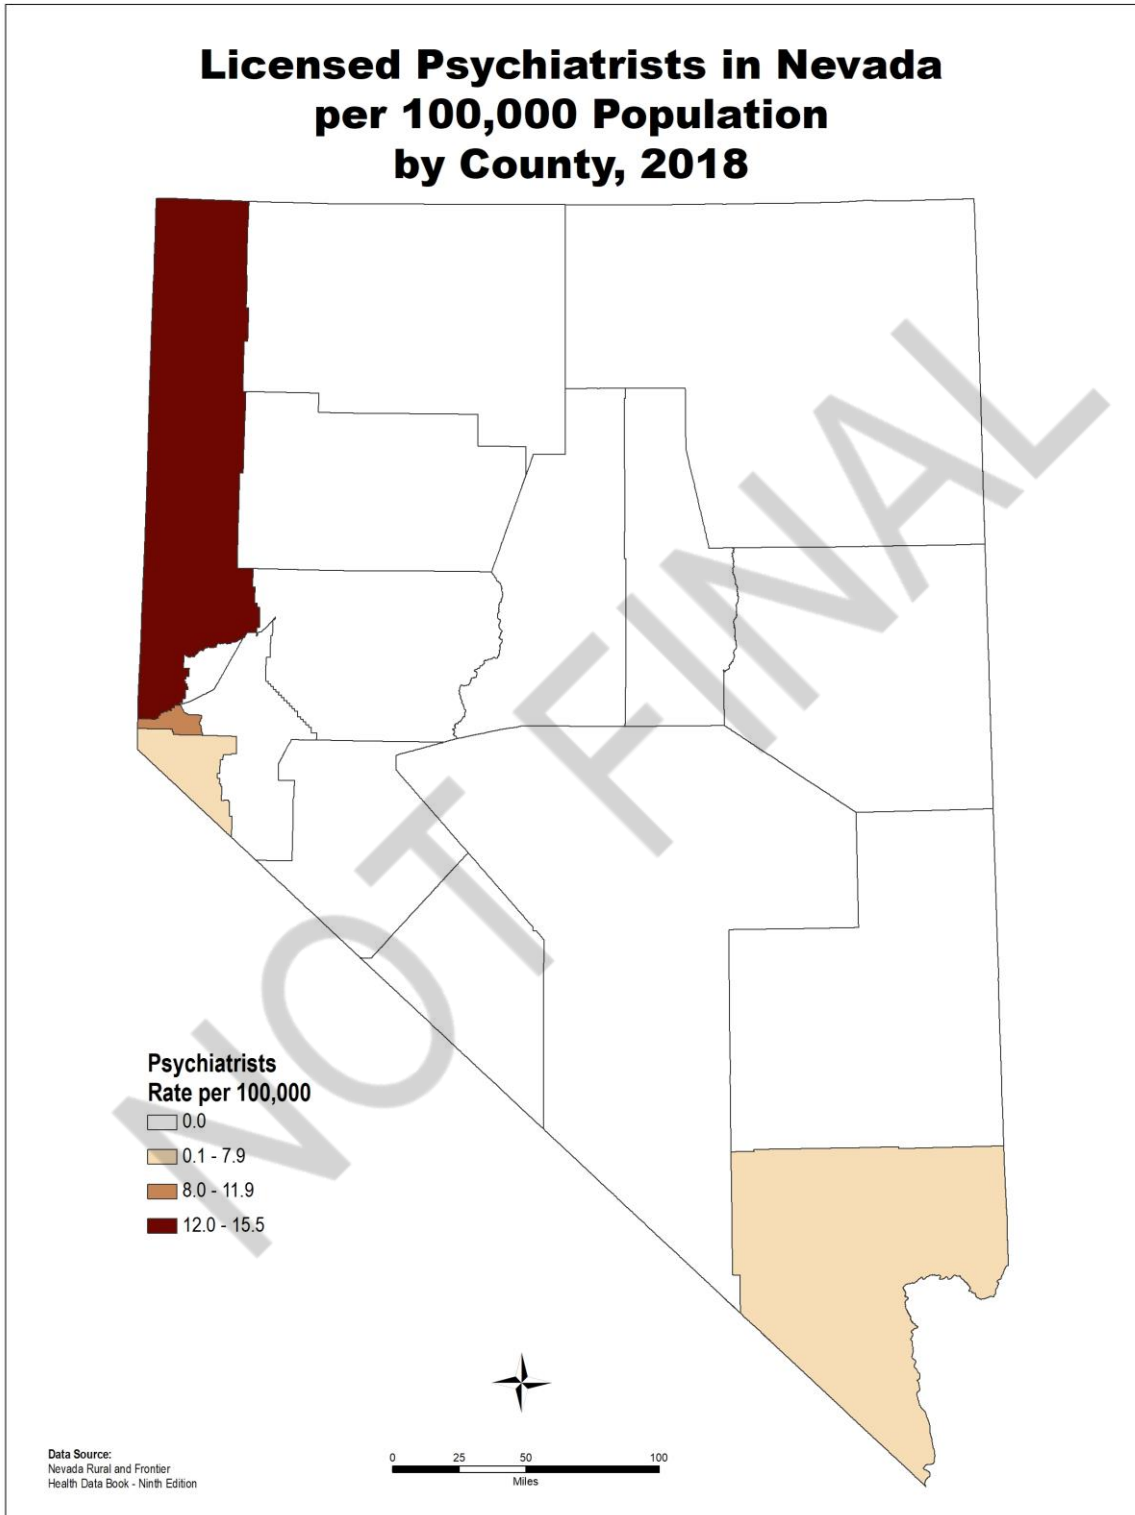 Licensed Psychiatrists in Nevada
per 100,000 Population
by County, 2018
NOT FINAL
Psychiatrists
Rate per 100,000
0.0
0.1 - 7.9
8.0 - 11.9
12.0 - 15.5
Data Source:
Nevada Rural and Frontier
Health Data Book - Ninth Edition
0 25 50 100
Miles